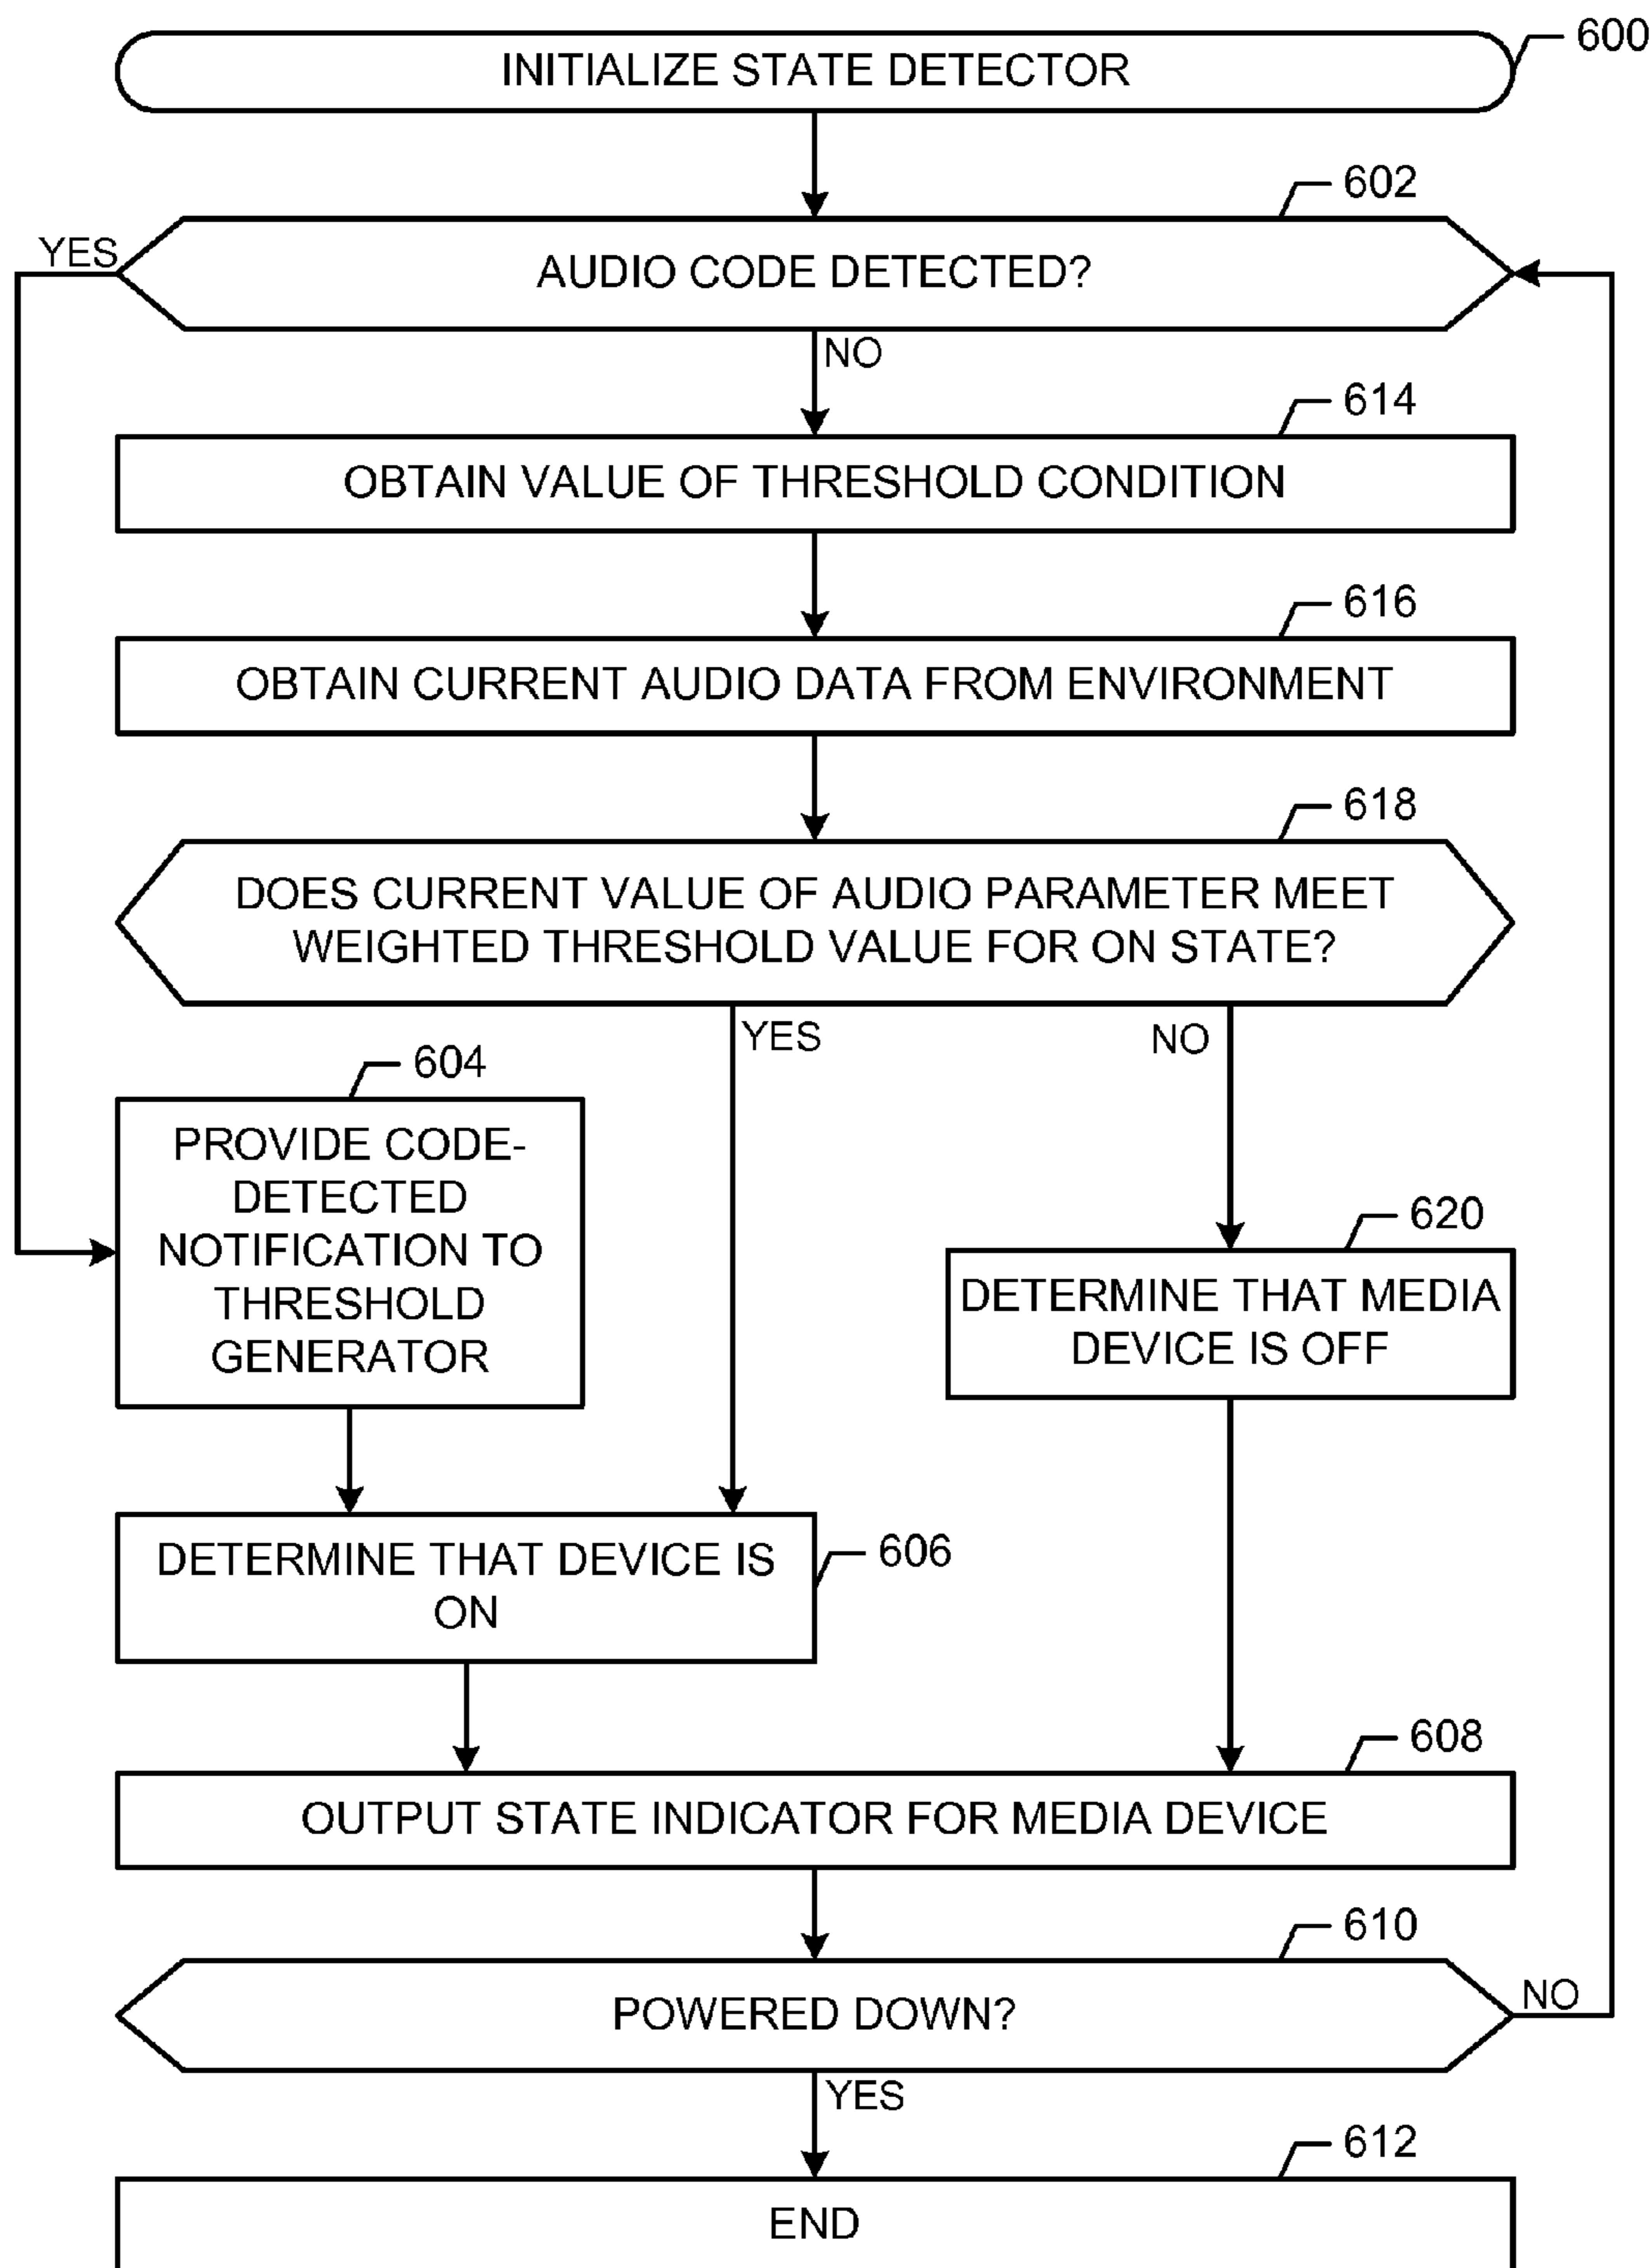 INITIALIZE STATE DETECTOR
600
602
YES
AUDIO CODE DETECTED?
NO
614
OBTAIN VALUE OF THRESHOLD CONDITION
616
OBTAIN CURRENT AUDIO DATA FROM ENVIRONMENT
618
DOES CURRENT VALUE OF AUDIO PARAMETER MEET
WEIGHTED THRESHOLD VALUE FOR ON STATE?
YES
NO
604
PROVIDE CODE-
DETECTED
NOTIFICATION TO
THRESHOLD
GENERATOR
620
DETERMINE THAT MEDIA
DEVICE IS OFF
DETERMINE THAT DEVICE IS
ON
606
608
OUTPUT STATE INDICATOR FOR MEDIA DEVICE
610
POWERED DOWN?
NO
YES
612
END